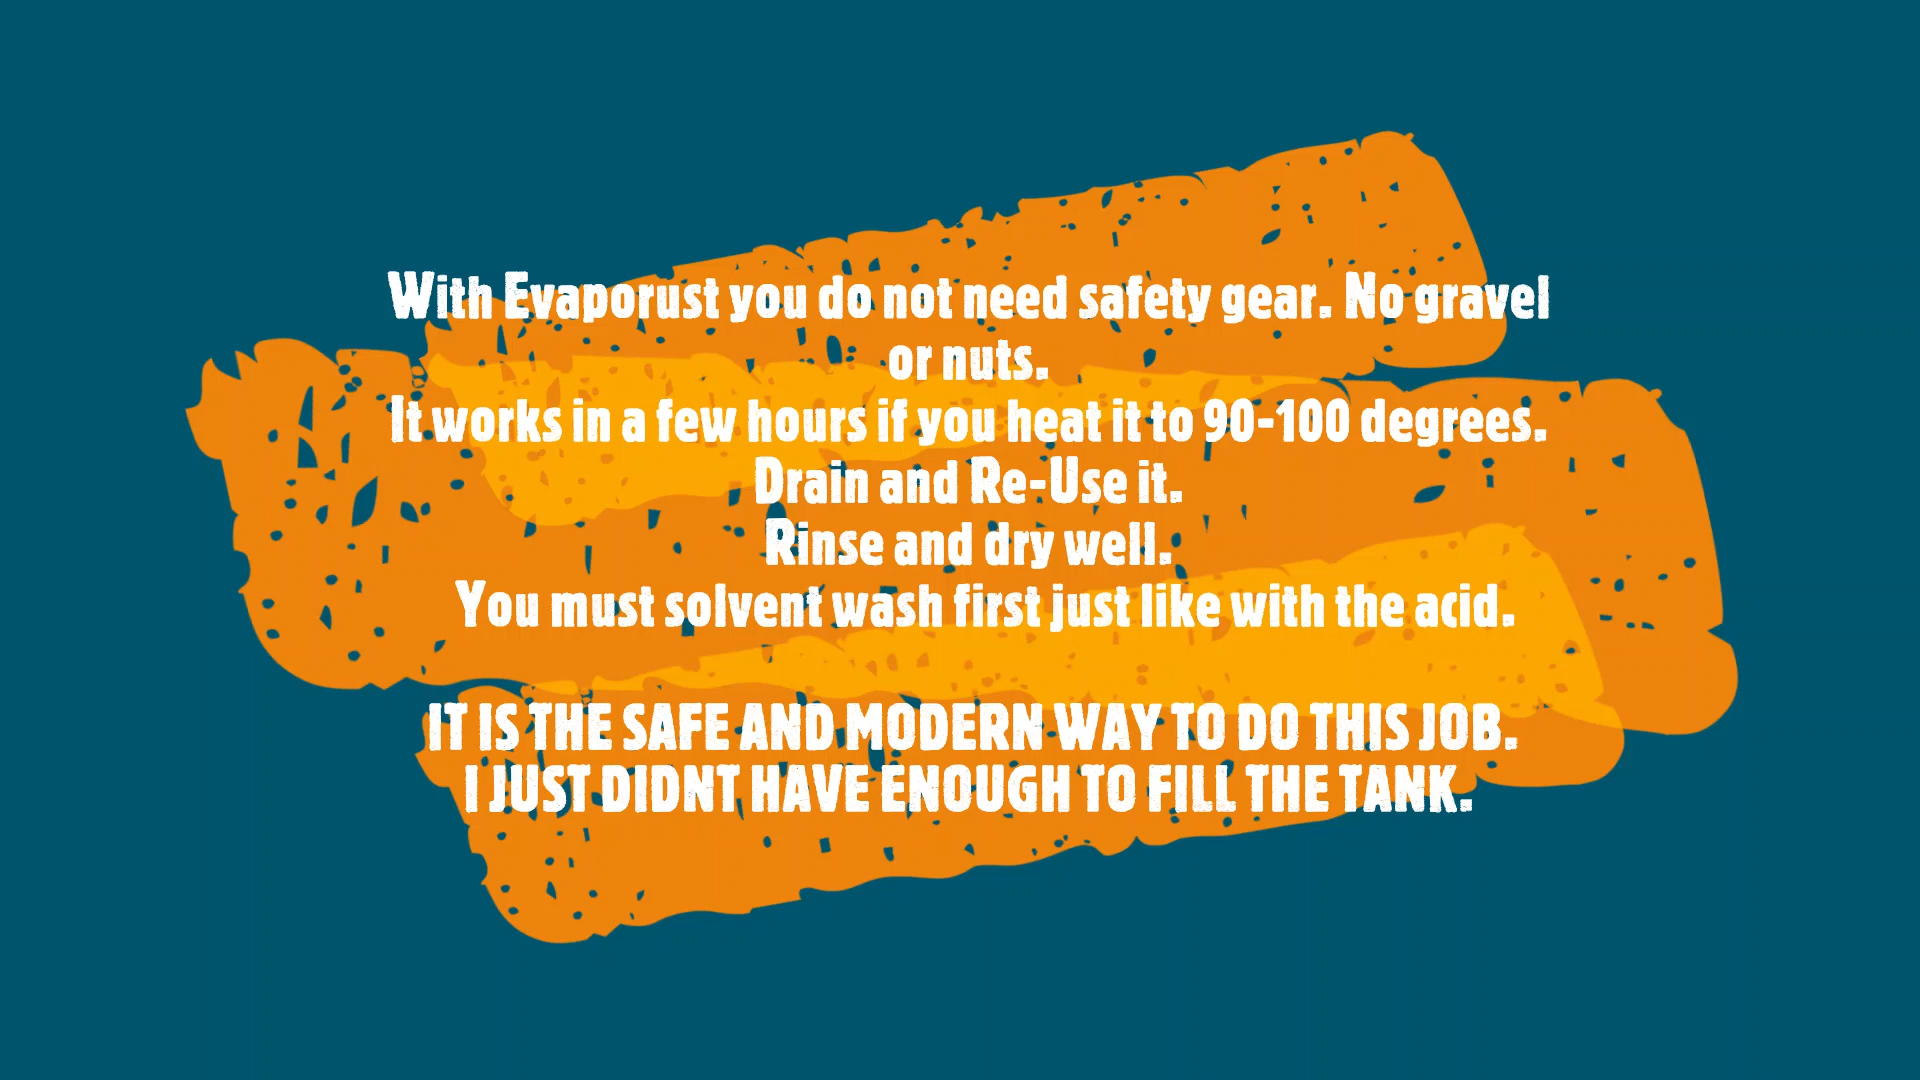 With Evaporust you do not need safety gear. No gravel
or nuts.
It works in a few hours if you heat it to 90-100 degrees.
Drain and Re-Use it.
Rinse and dry well.
You must solvent wash first just like with the acid.
IT IS THE SAFE AND MODERN WAY TO DO THIS JOB.
I JUST DIDNT HAVE ENOUGH TO FILL THE TANK.